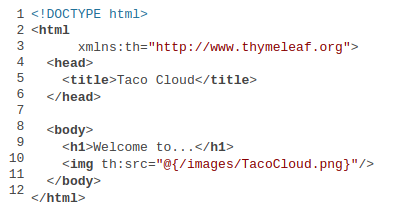 1 <!DOCTYPE html>
2 <html
3       xmlns:th="http://www.thymeleaf.org">
4   <head>
5     <title>Taco Cloud</title>
6   </head>
7
8   <body>
9     <h1>Welcome to...</h1>
10     <img th:src="@{/images/TacoCloud.png}"/>
11   </body>
12 </html>